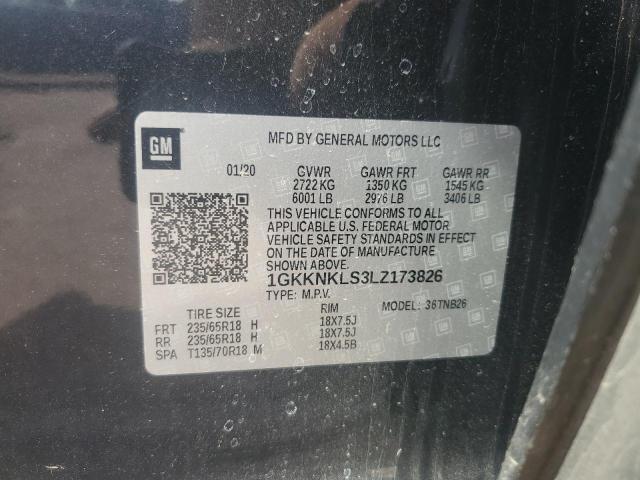 GM
MFD BY GENERAL MOTORS LLC
01/20 GVWR GAWR FRT GAWR RR
2722 KG 1350 KG 1545 KG
6001 LB 2976 LB 3406 LB
THIS VEHICLE CONFORMS TO ALL
APPLICABLE U.S. FEDERAL MOTOR
VEHICLE SAFETY STANDARDS IN EFFECT
ON THE DATE OF MANUFACTURE
SHOWN ABOVE.
1GKKNKLS3LZ173826
TYPE: M.P.V. MODEL: 36TNB26
TIRE SIZE RIM
FRT 235/65R18 H 18X7.5J
RR 235/65R18 H 18X7.5J
SPA T135/70R18 M 18X4.5B